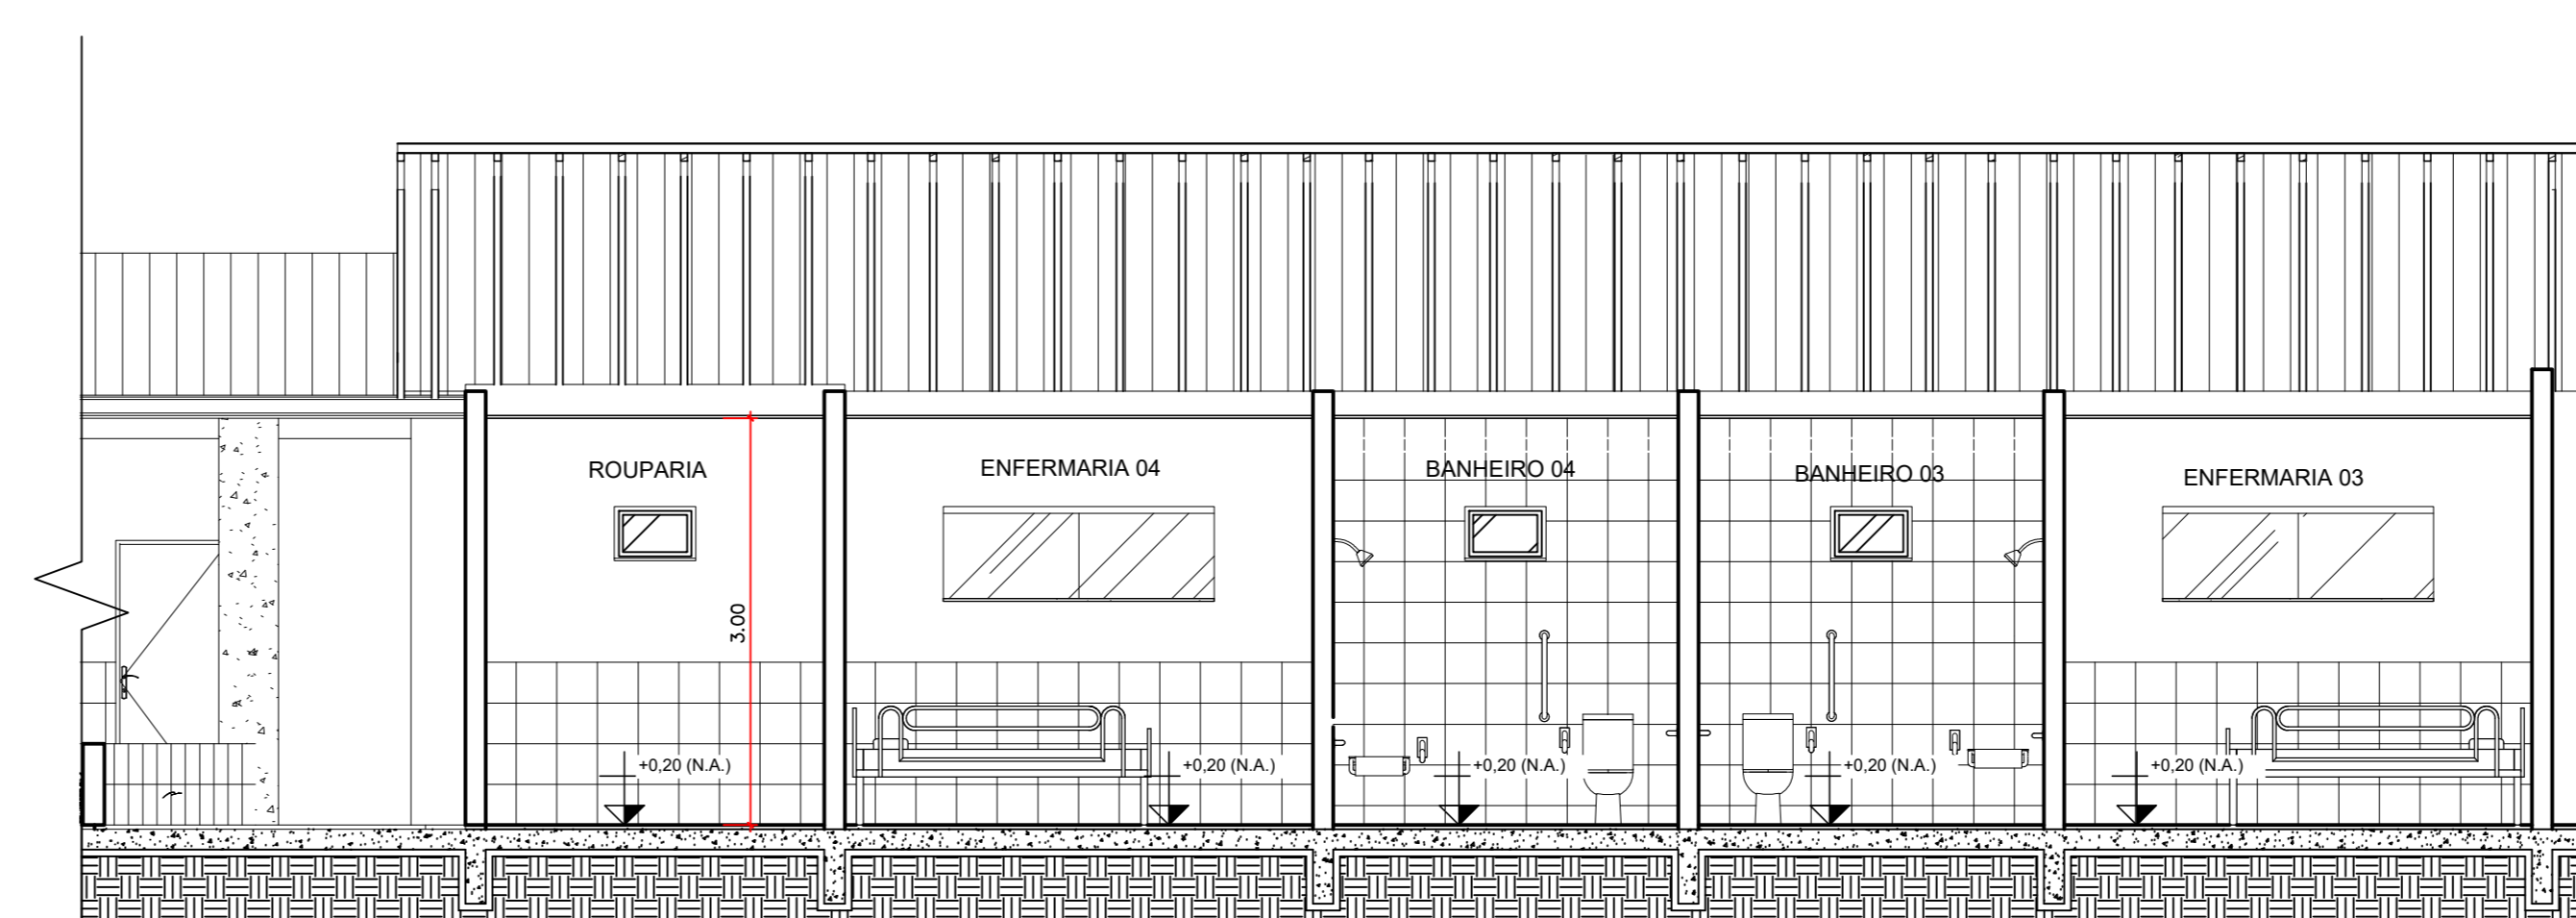 ROUPARIA
ENFERMARIA 04
BANHEIRO 04
BANHEIRO 03
ENFERMARIA 03
3.00
+0,20 (N.A.)
+0,20 (N.A.)
+0,20 (N.A.)
+0,20 (N.A.)
+0,20 (N.A.)